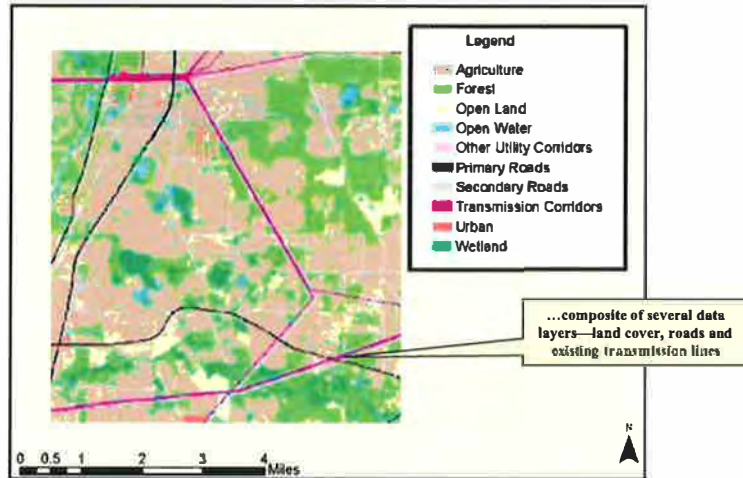 Legend
Agriculture
Forest
Open Land
Open Water
Other Utility Corridors
Primary Roads
Secondary Roads
Transmission Corridors
Urban
Wetland
...composite of several data
layers—land cover, roads and
existing transmission lines
N
0 0.5 1 2 3 4
Miles